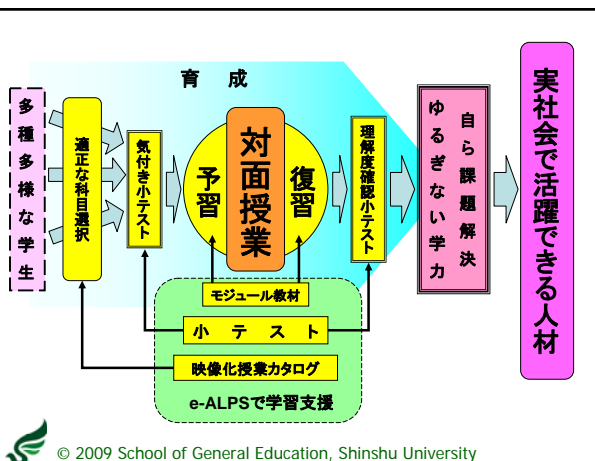 育成
多種多様な学生
適正な科目選択
気付き小テスト
予習
対面授業
復習
理解度確認小テスト
自ら課題解決
ゆるぎない学力
実社会で活躍できる人材
モジュール教材
小テスト
映像化授業カタログ
e-ALPSで学習支援
© 2009 School of General Education, Shinshu University